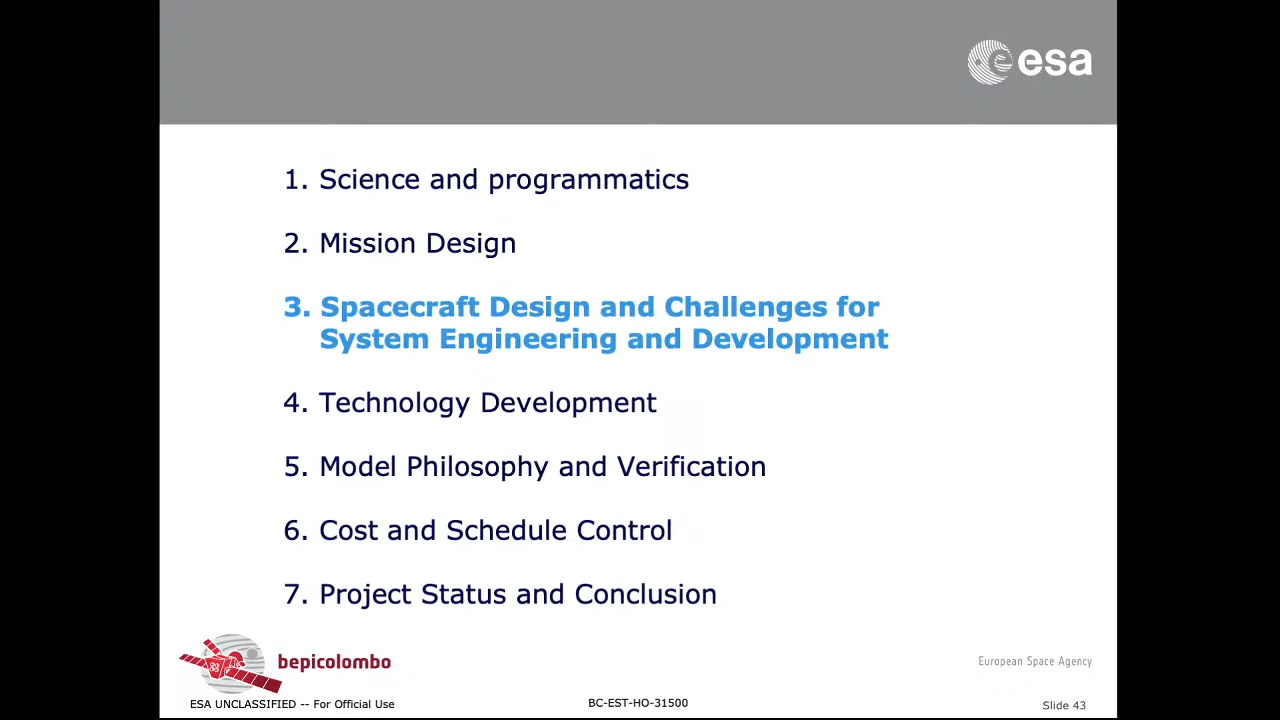 esa
1. Science and programmatics
2. Mission Design
3. Spacecraft Design and Challenges for
System Engineering and Development
4. Technology Development
5. Model Philosophy and Verification
6. Cost and Schedule Control
7. Project Status and Conclusion
bepicolombo
European Space Agency
ESA UNCLASSIFIED -- For Official Use
BC-EST-HO-31500
Slide 43